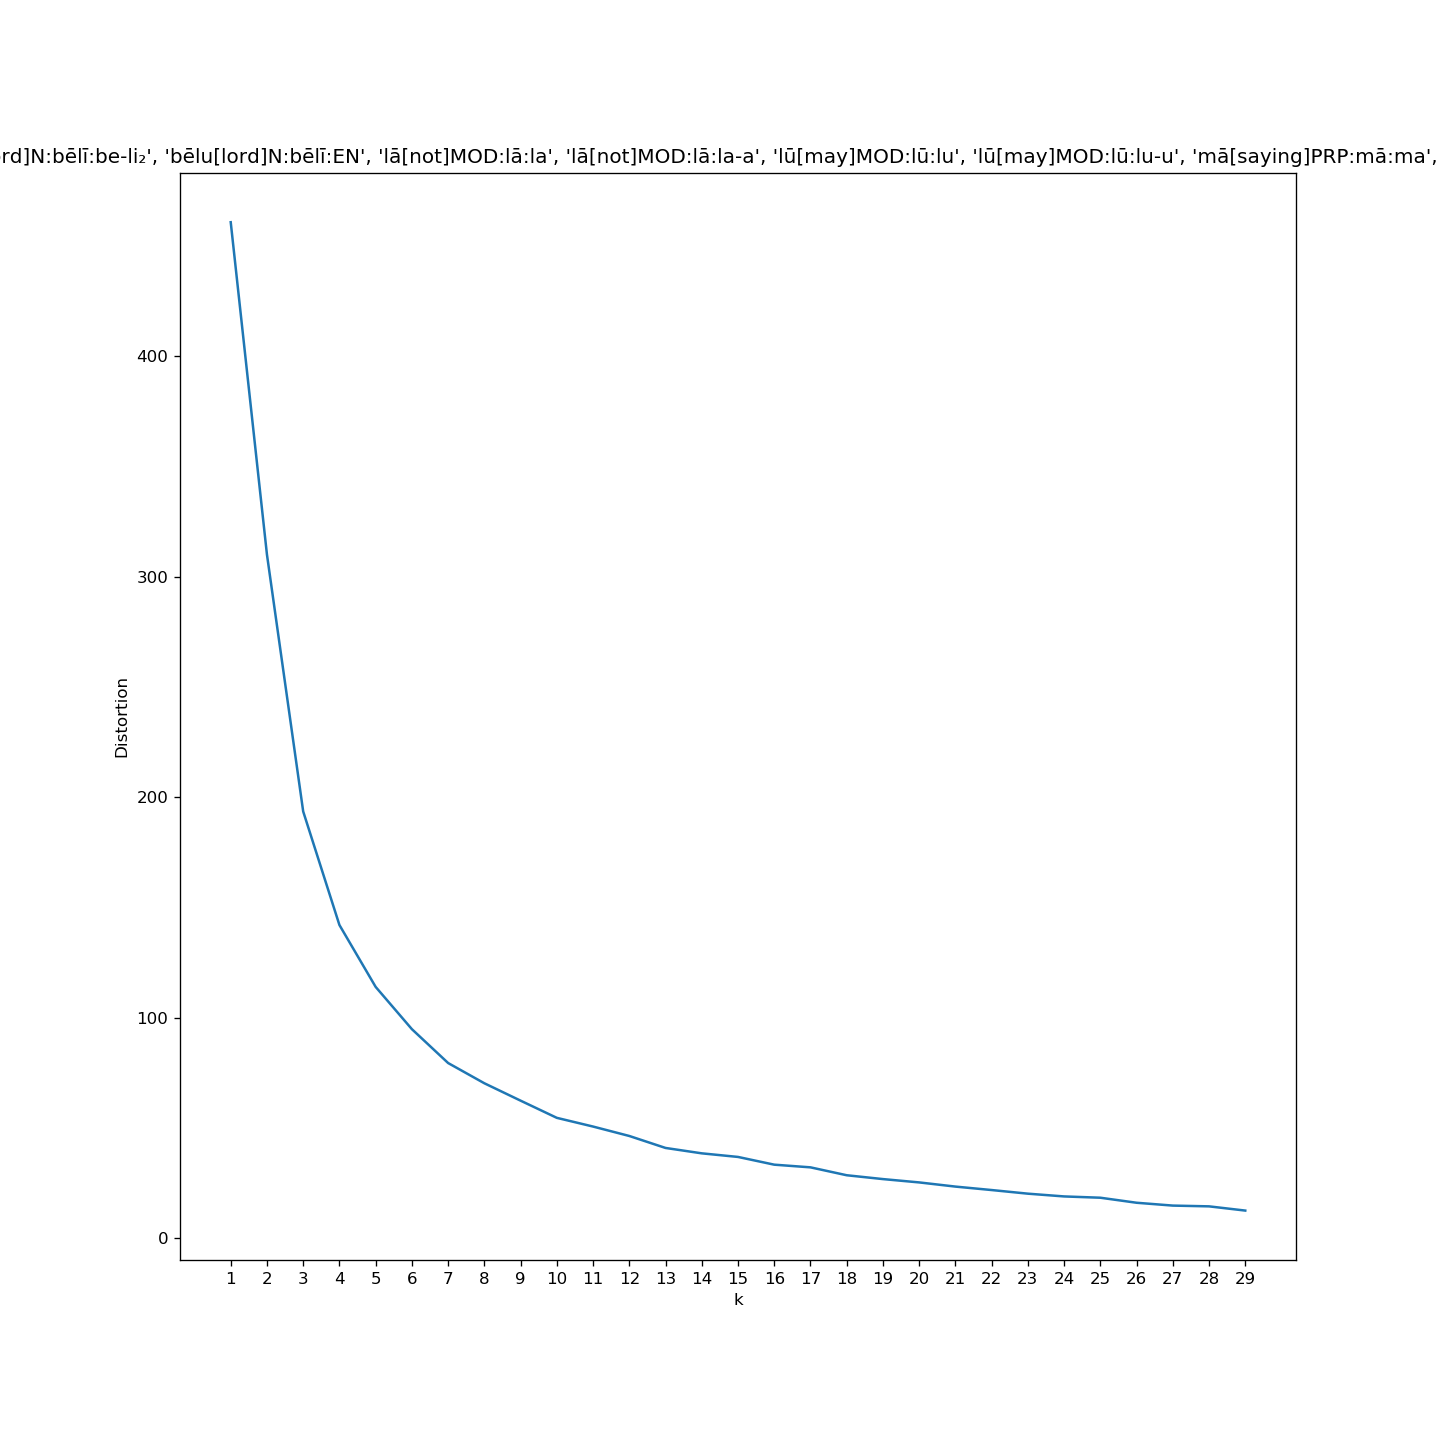 rd]N:bēlī:be-li₂', 'bēlu[lord]N:bēlī:EN', 'lā[not]MOD:lā:la', 'lā[not]MOD:lā:la-a', 'lū[may]MOD:lū:lu', 'lū[may]MOD:lū:lu-u', 'mā[saying]PRP:mā:ma',
400
300
200
100
0
Distortion
1 2 3 4 5 6 7 8 9 10 11 12 13 14 15 16 17 18 19 20 21 22 23 24 25 26 27 28 29
k